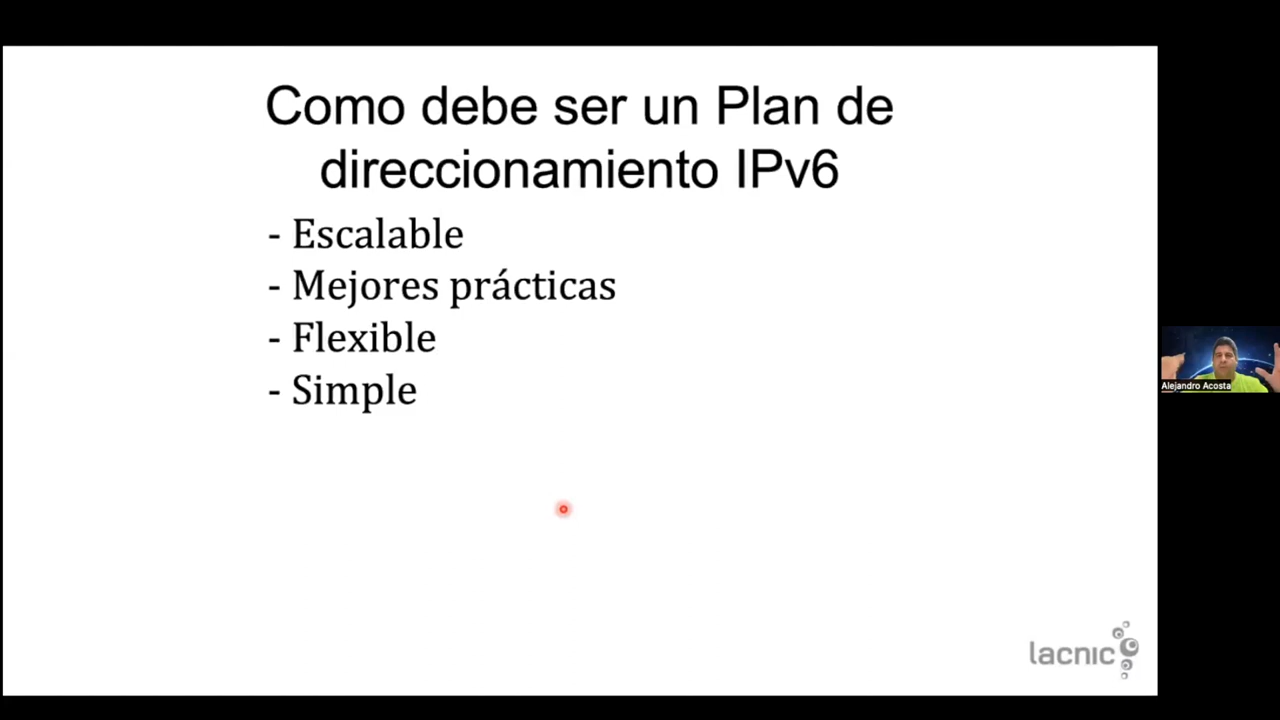 Como debe ser un Plan de
direccionamiento IPv6
- Escalable
- Mejores prácticas
- Flexible
- Simple
Alejandro Acosta
lacnic